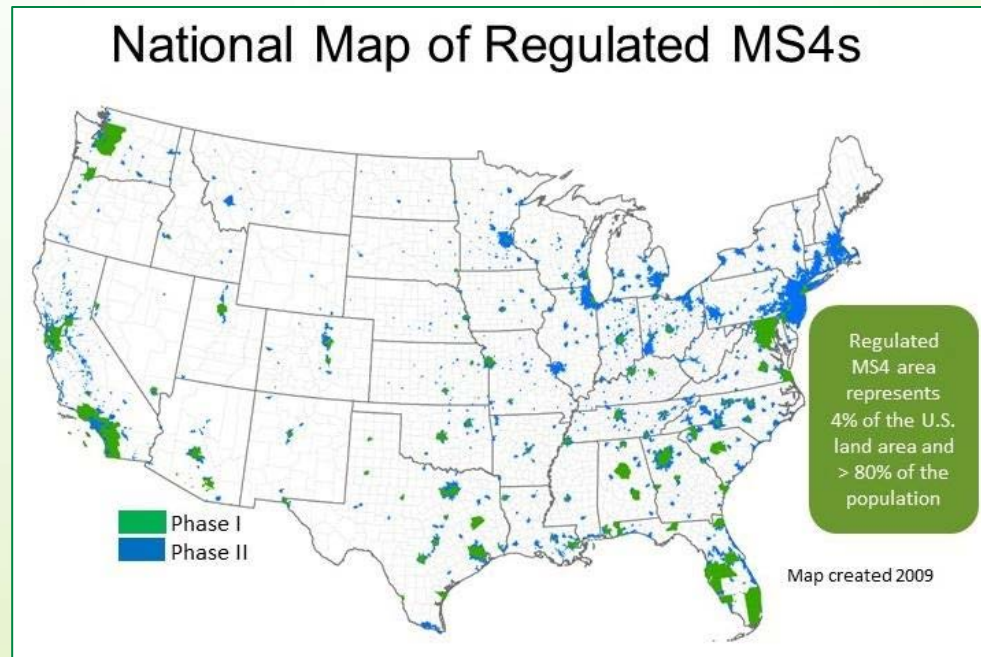 National Map of Regulated MS4s
Regulated
MS4 area
represents
4% of the U.S.
land area and
> 80% of the
population
Phase I
Phase II
Map created 2009